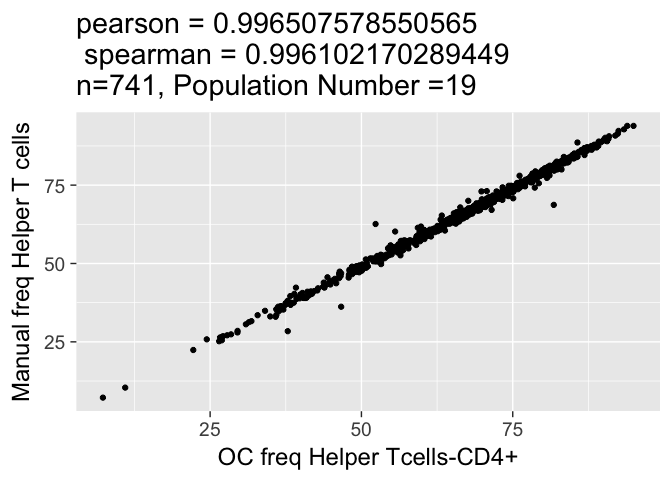 pearson = 0.996507578550565
spearman = 0.996102170289449
n=741, Population Number =19
Manual freq Helper T cells
75
50
25
25
50
75
OC freq Helper Tcells-CD4+